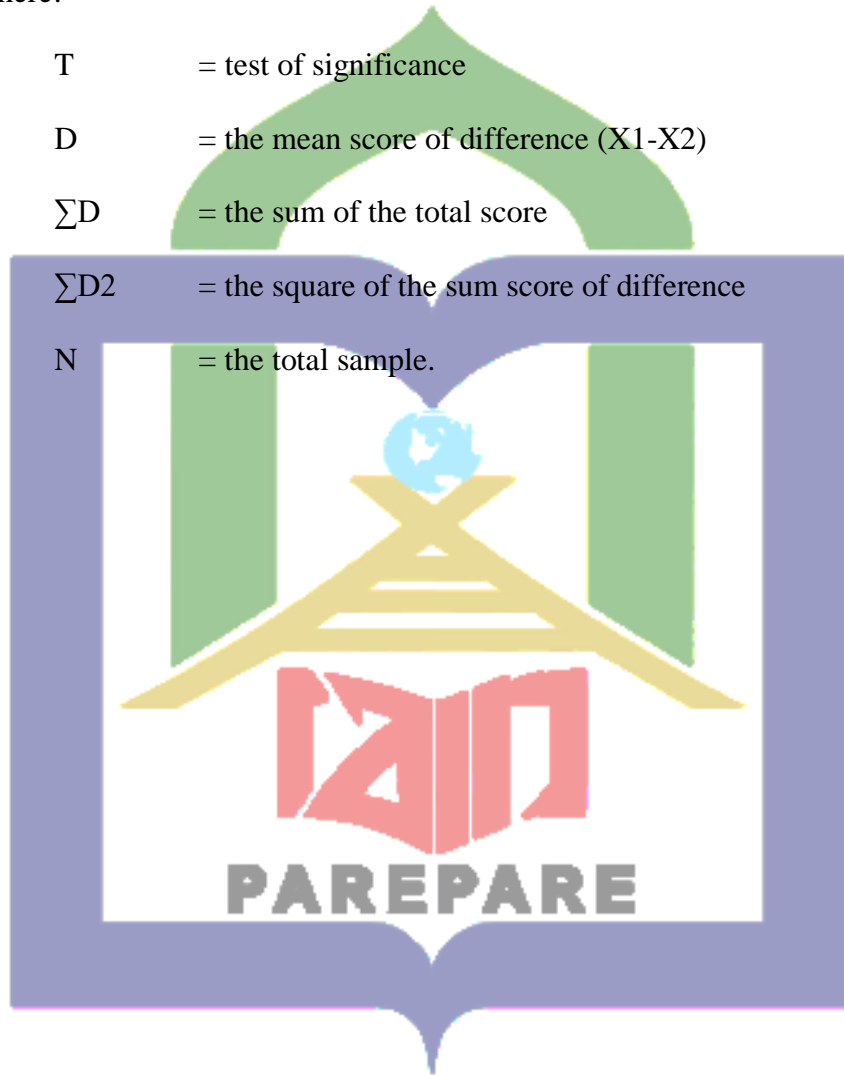 here:
T = test of significance
D = the mean score of difference (X1-X2)
∑D = the sum of the total score
∑D2 = the square of the sum score of difference
N = the total sample.
iain
PAREPARE